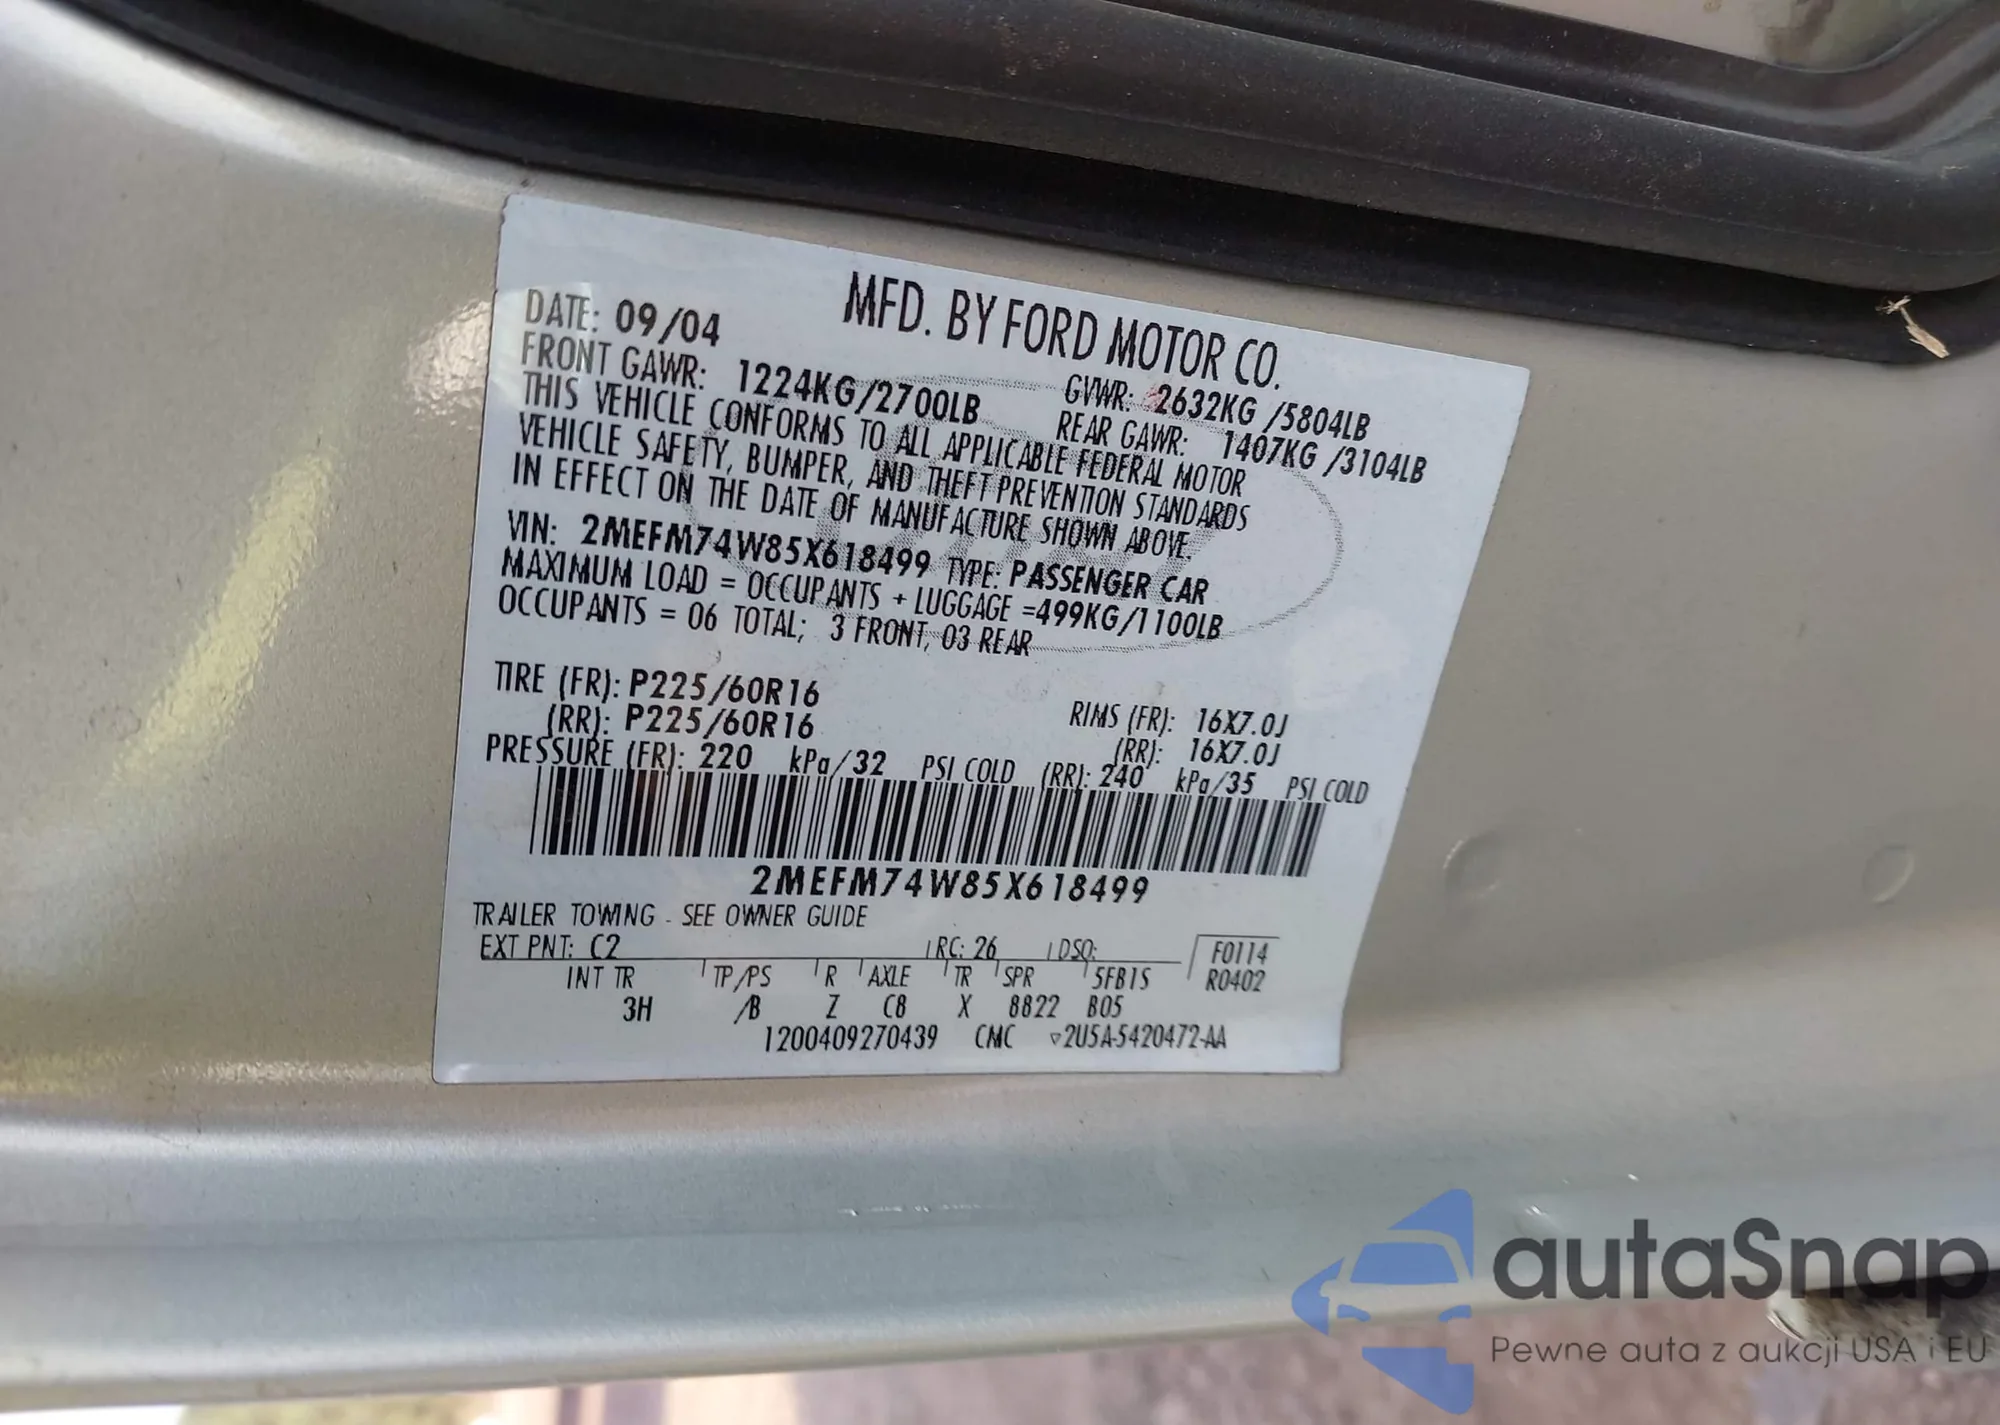 MFD. BY FORD MOTOR CO.
DATE: 09/04
GVWR: 2632KG /5804LB
FRONT GAWR: 1224KG/2700LB
REAR GAWR: 1407KG /3104LB
THIS VEHICLE CONFORMS TO ALL APPLICABLE FEDERAL MOTOR
VEHICLE SAFETY, BUMPER, AND THEFT PREVENTION STANDARDS
IN EFFECT ON THE DATE OF MANUFACTURE SHOWN ABOVE.
VIN: 2MEFM74W85X618499 TYPE: PASSENGER CAR
MAXIMUM LOAD = OCCUPANTS + LUGGAGE =499KG/1100LB
OCCUPANTS = 06 TOTAL; 3 FRONT, 03 REAR
TIRE (FR): P225/60R16 RIMS (FR): 16X7.0J
(RR): P225/60R16 (RR): 16X7.0J
PRESSURE (FR): 220 kPa/32 PSI COLD (RR): 240 kPa/35 PSI COLD
2MEFM74W85X618499
TRAILER TOWING - SEE OWNER GUIDE
EXT PNT: C2 RC: 26 DSO: F0114
INT TR TP/PS R AXLE TR SPR 5FB1S R0402
3H /B Z C8 X 8822 B05
1200409270439 CMC ▽2U5A-5420472-AA
autaSnap
Pewne auta z aukcji USA i EU